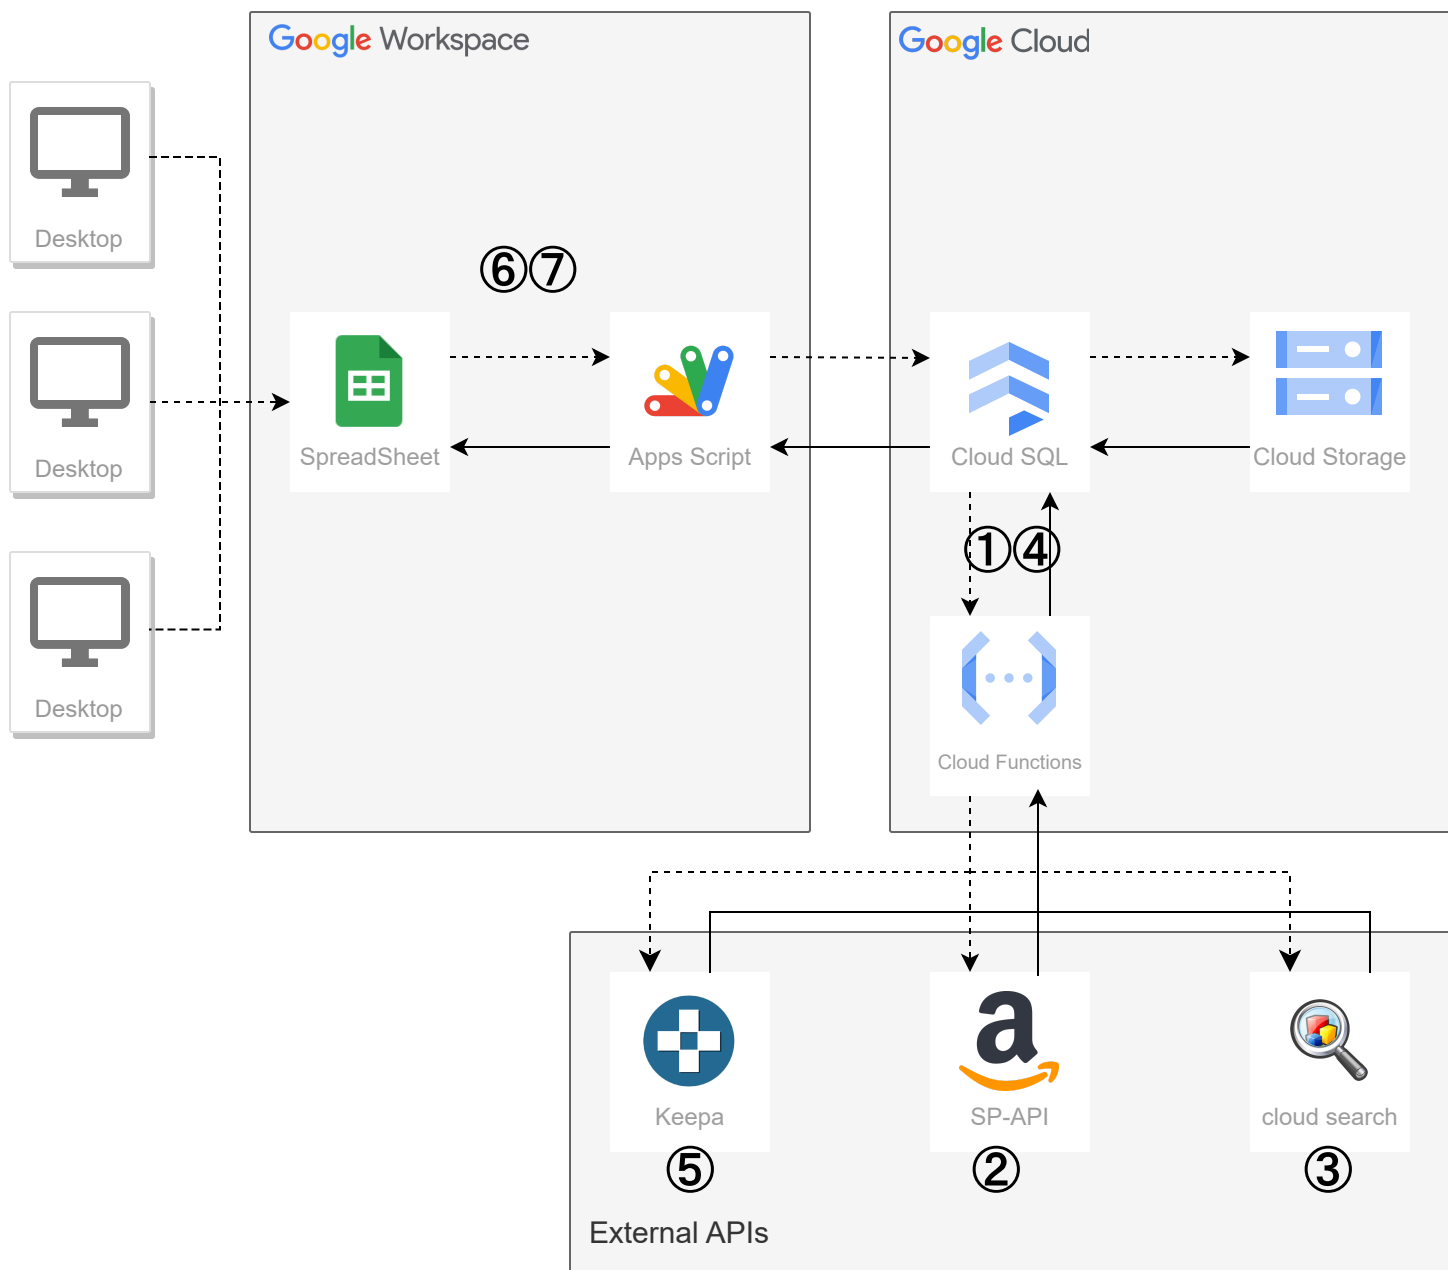 Google Workspace
Google Cloud
Desktop
Desktop
Desktop
⑥⑦
SpreadSheet
Apps Script
Cloud SQL
Cloud Storage
①④
Cloud Functions
Keepa
SP-API
cloud search
⑤
②
③
External APIs